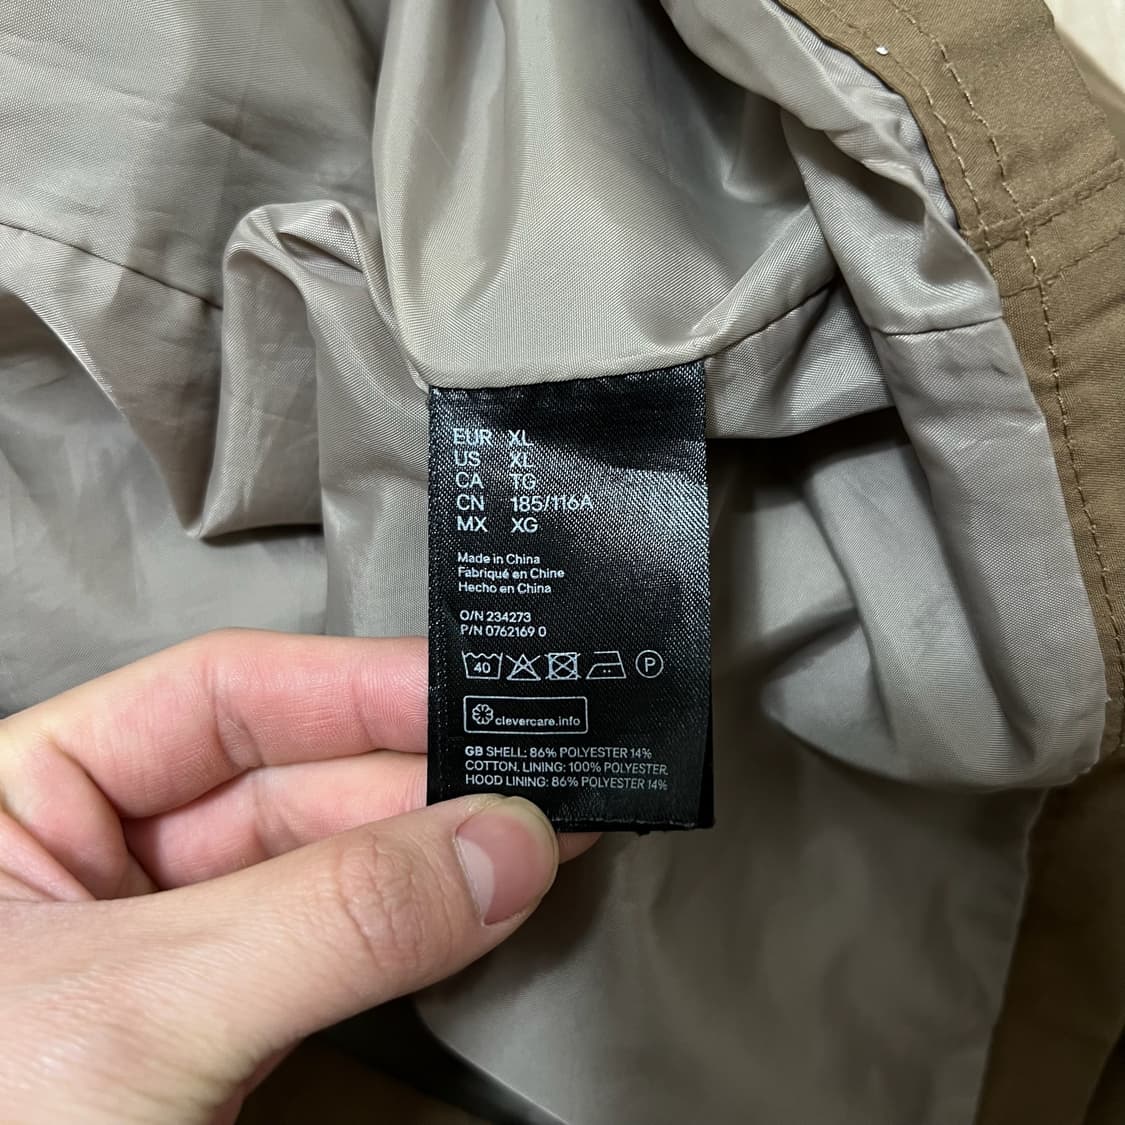 EUR XL
US XL
CA TG
CN 185/116A
MX XG
Made in China
Fabriqué en Chine
Hecho en China
O/N 234273
P/N 0762169 0
40
P
clevercare.info
GB SHELL: 86% POLYESTER 14%
COTTON. LINING: 100% POLYESTER.
HOOD LINING: 86% POLYESTER 14%